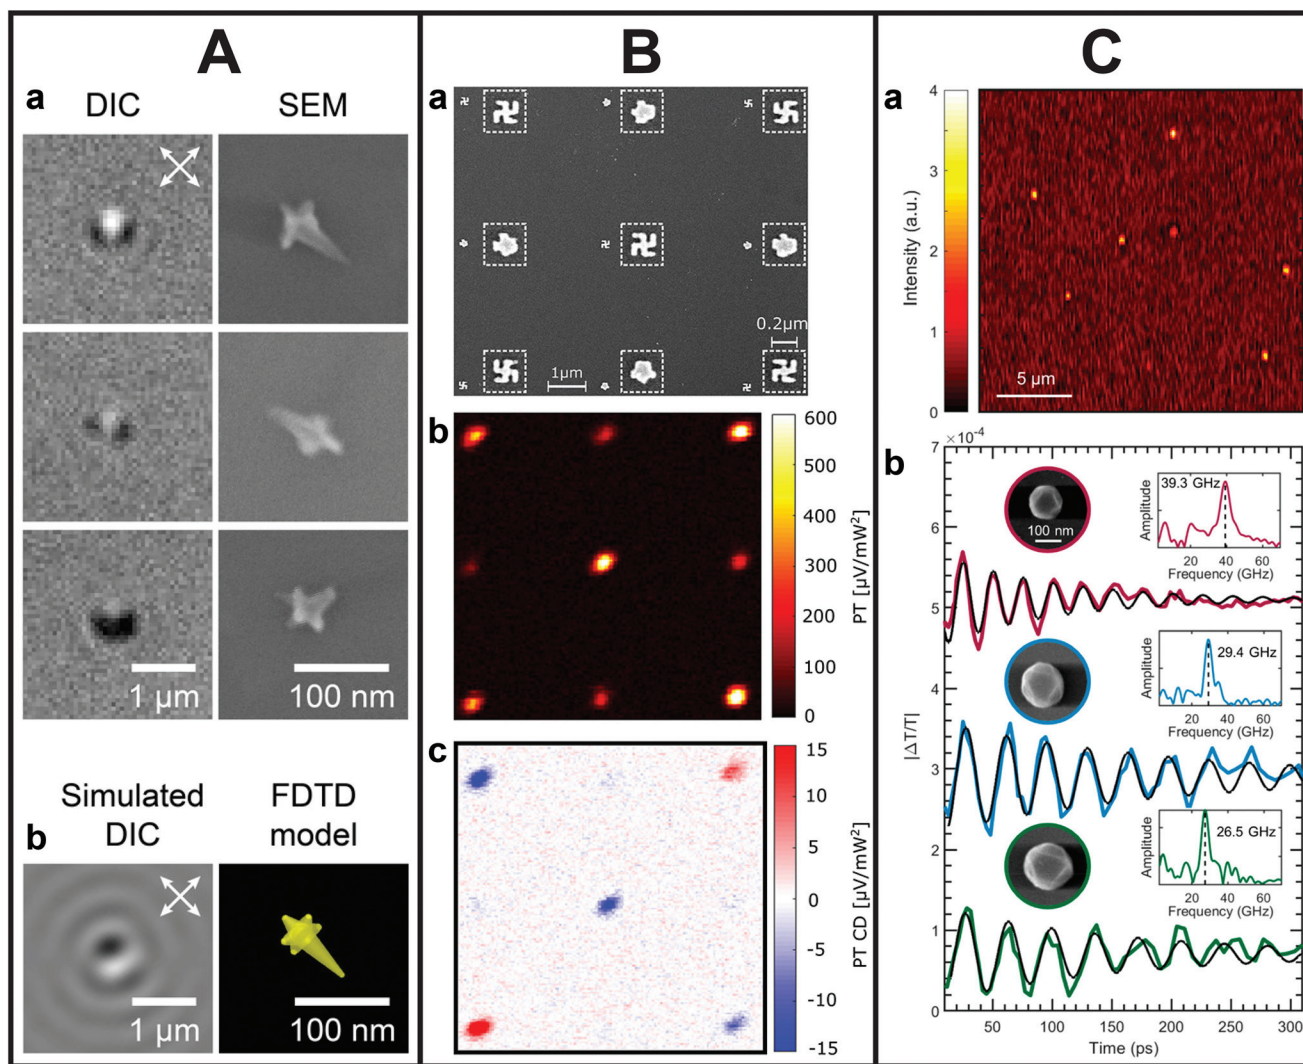 A
a
DIC
SEM
1 µm
100 nm
Simulated
DIC
FDTD
model
b
1 µm
100 nm
B
a
0.2µm
1µm
b
600
500
400
300
200
100
0
PT [µV/mW²]
c
15
10
5
0
-5
-10
-15
PT CD [µV/mW²]
C
a
4
3
2
1
0
Intensity (a.u.)
5 µm
b
×10⁻⁴
7
6
5
4
3
2
1
0
|ΔT/T|
100 nm
39.3 GHz
Amplitude
20 40 60
Frequency (GHz)
29.4 GHz
Amplitude
20 40 60
Frequency (GHz)
26.5 GHz
Amplitude
20 40 60
Frequency (GHz)
50 100 150 200 250 300
Time (ps)